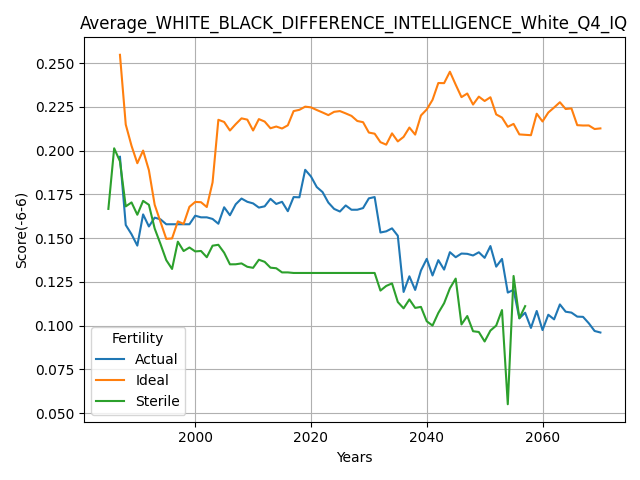 Average_WHITE_BLACK_DIFFERENCE_INTELLIGENCE_White_Q4_IQ
0.250
0.225
0.200
0.175
0.150
0.125
0.100
0.075
0.050
Score(-6-6)
Fertility
Actual
Ideal
Sterile
2000
2020
2040
2060
Years